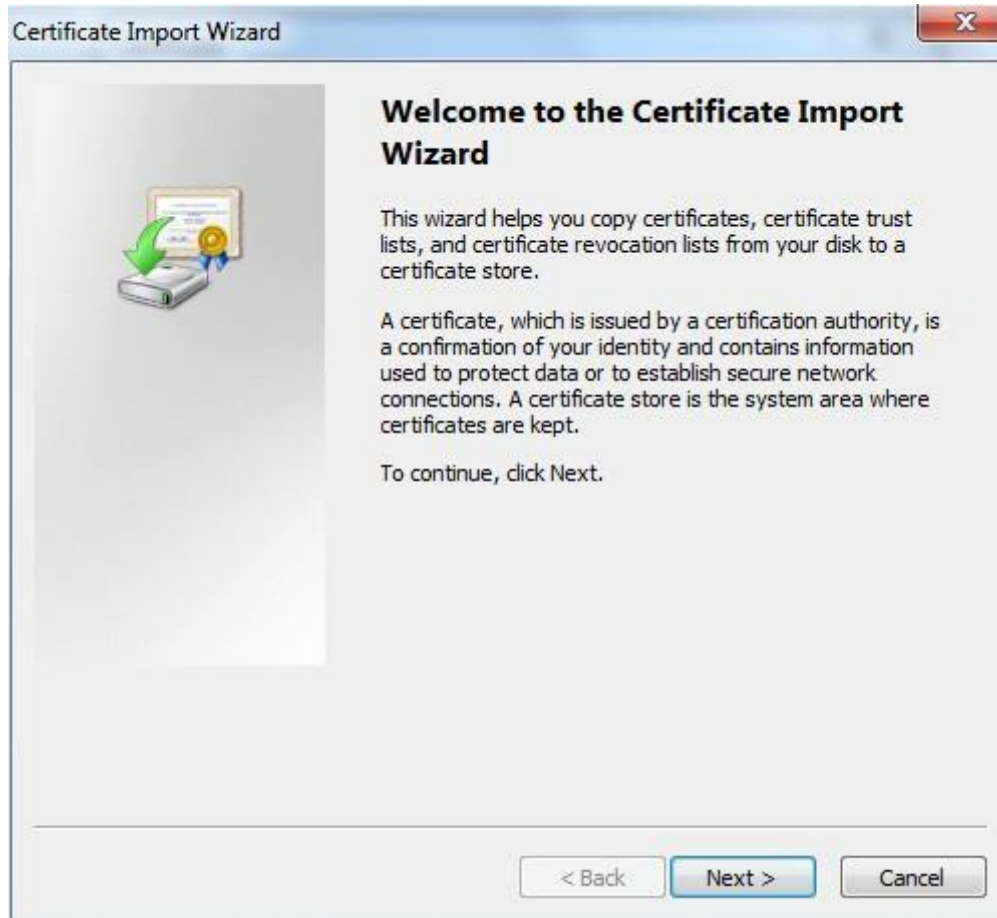 Certificate Import Wizard
X
Welcome to the Certificate Import
Wizard
This wizard helps you copy certificates, certificate trust
lists, and certificate revocation lists from your disk to a
certificate store.
A certificate, which is issued by a certification authority, is
a confirmation of your identity and contains information
used to protect data or to establish secure network
connections. A certificate store is the system area where
certificates are kept.
To continue, click Next.
< Back Next > Cancel